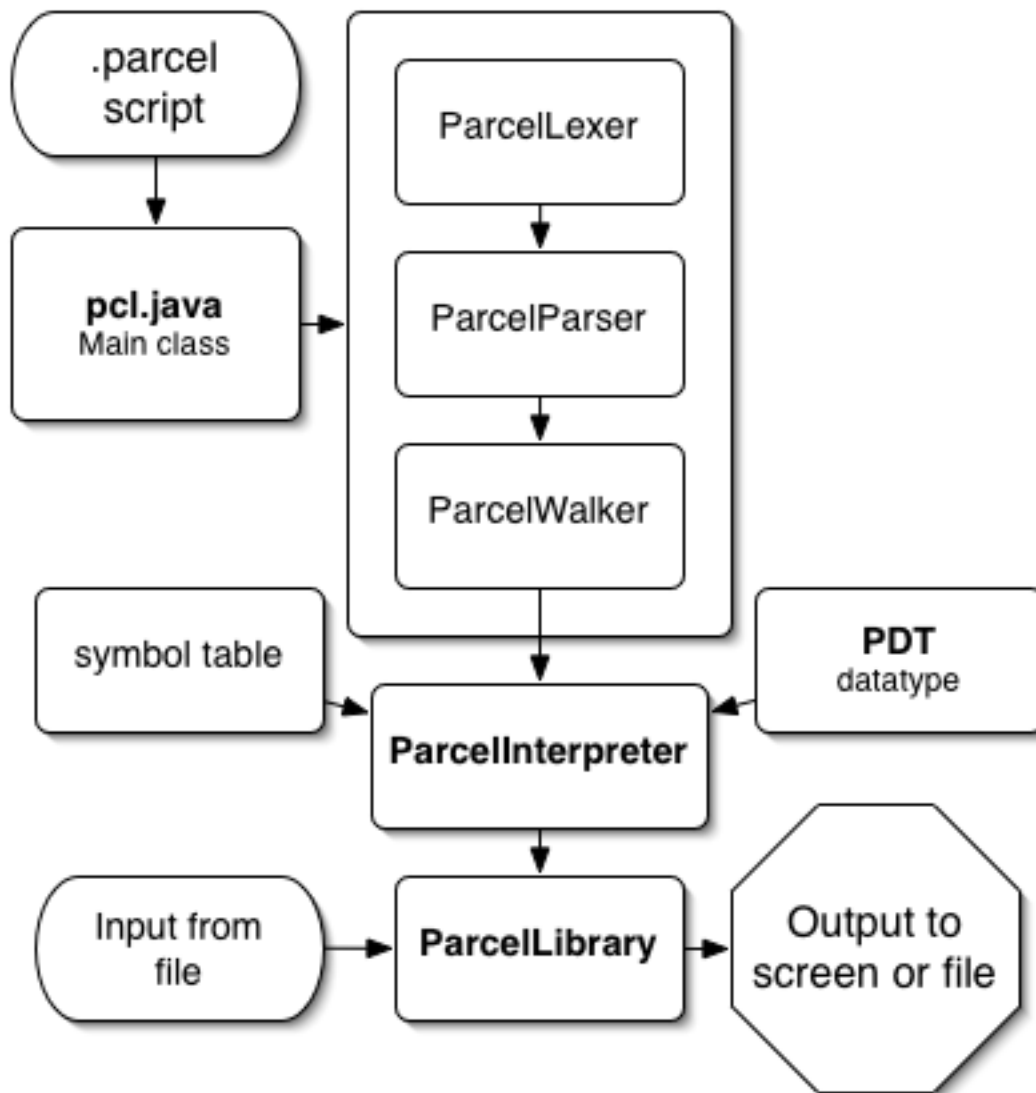 .parcel
script
ParcelLexer
pcl.java
Main class
ParcelParser
ParcelWalker
symbol table
PDT
datatype
ParcelInterpreter
Input from
file
ParcelLibrary
Output to
screen or file